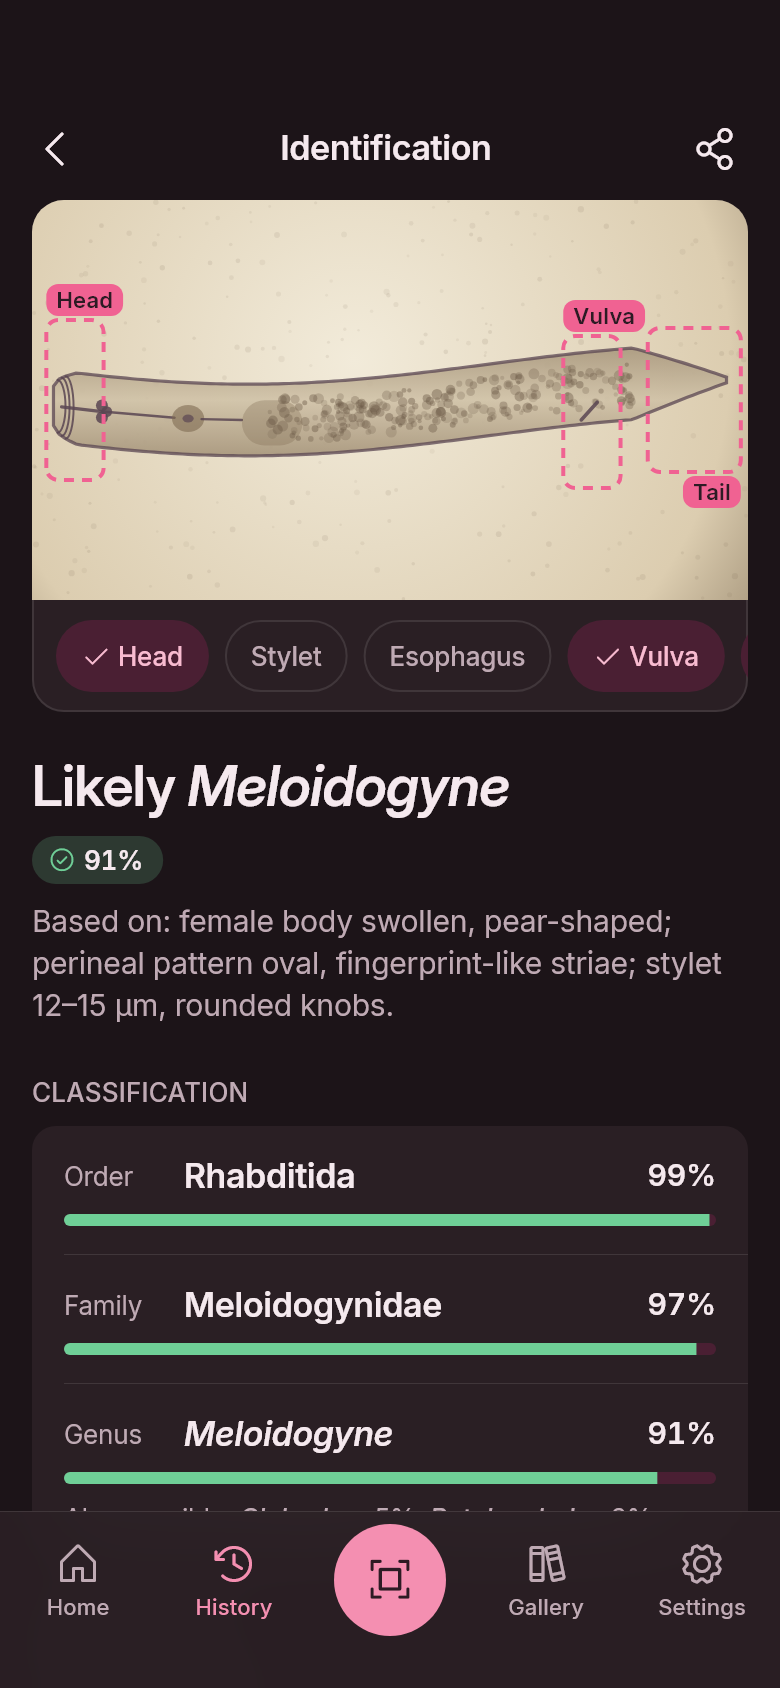 Identification
Head
Vulva
Tail
Head
Stylet
Esophagus
Vulva
Likely Meloidogyne
91%
Based on: female body swollen, pear-shaped;
perineal pattern oval, fingerprint-like striae; stylet
12–15 µm, rounded knobs.
CLASSIFICATION
Order Rhabditida 99%
Family Meloidogynidae 97%
Genus Meloidogyne 91%
Home
History
Gallery
Settings